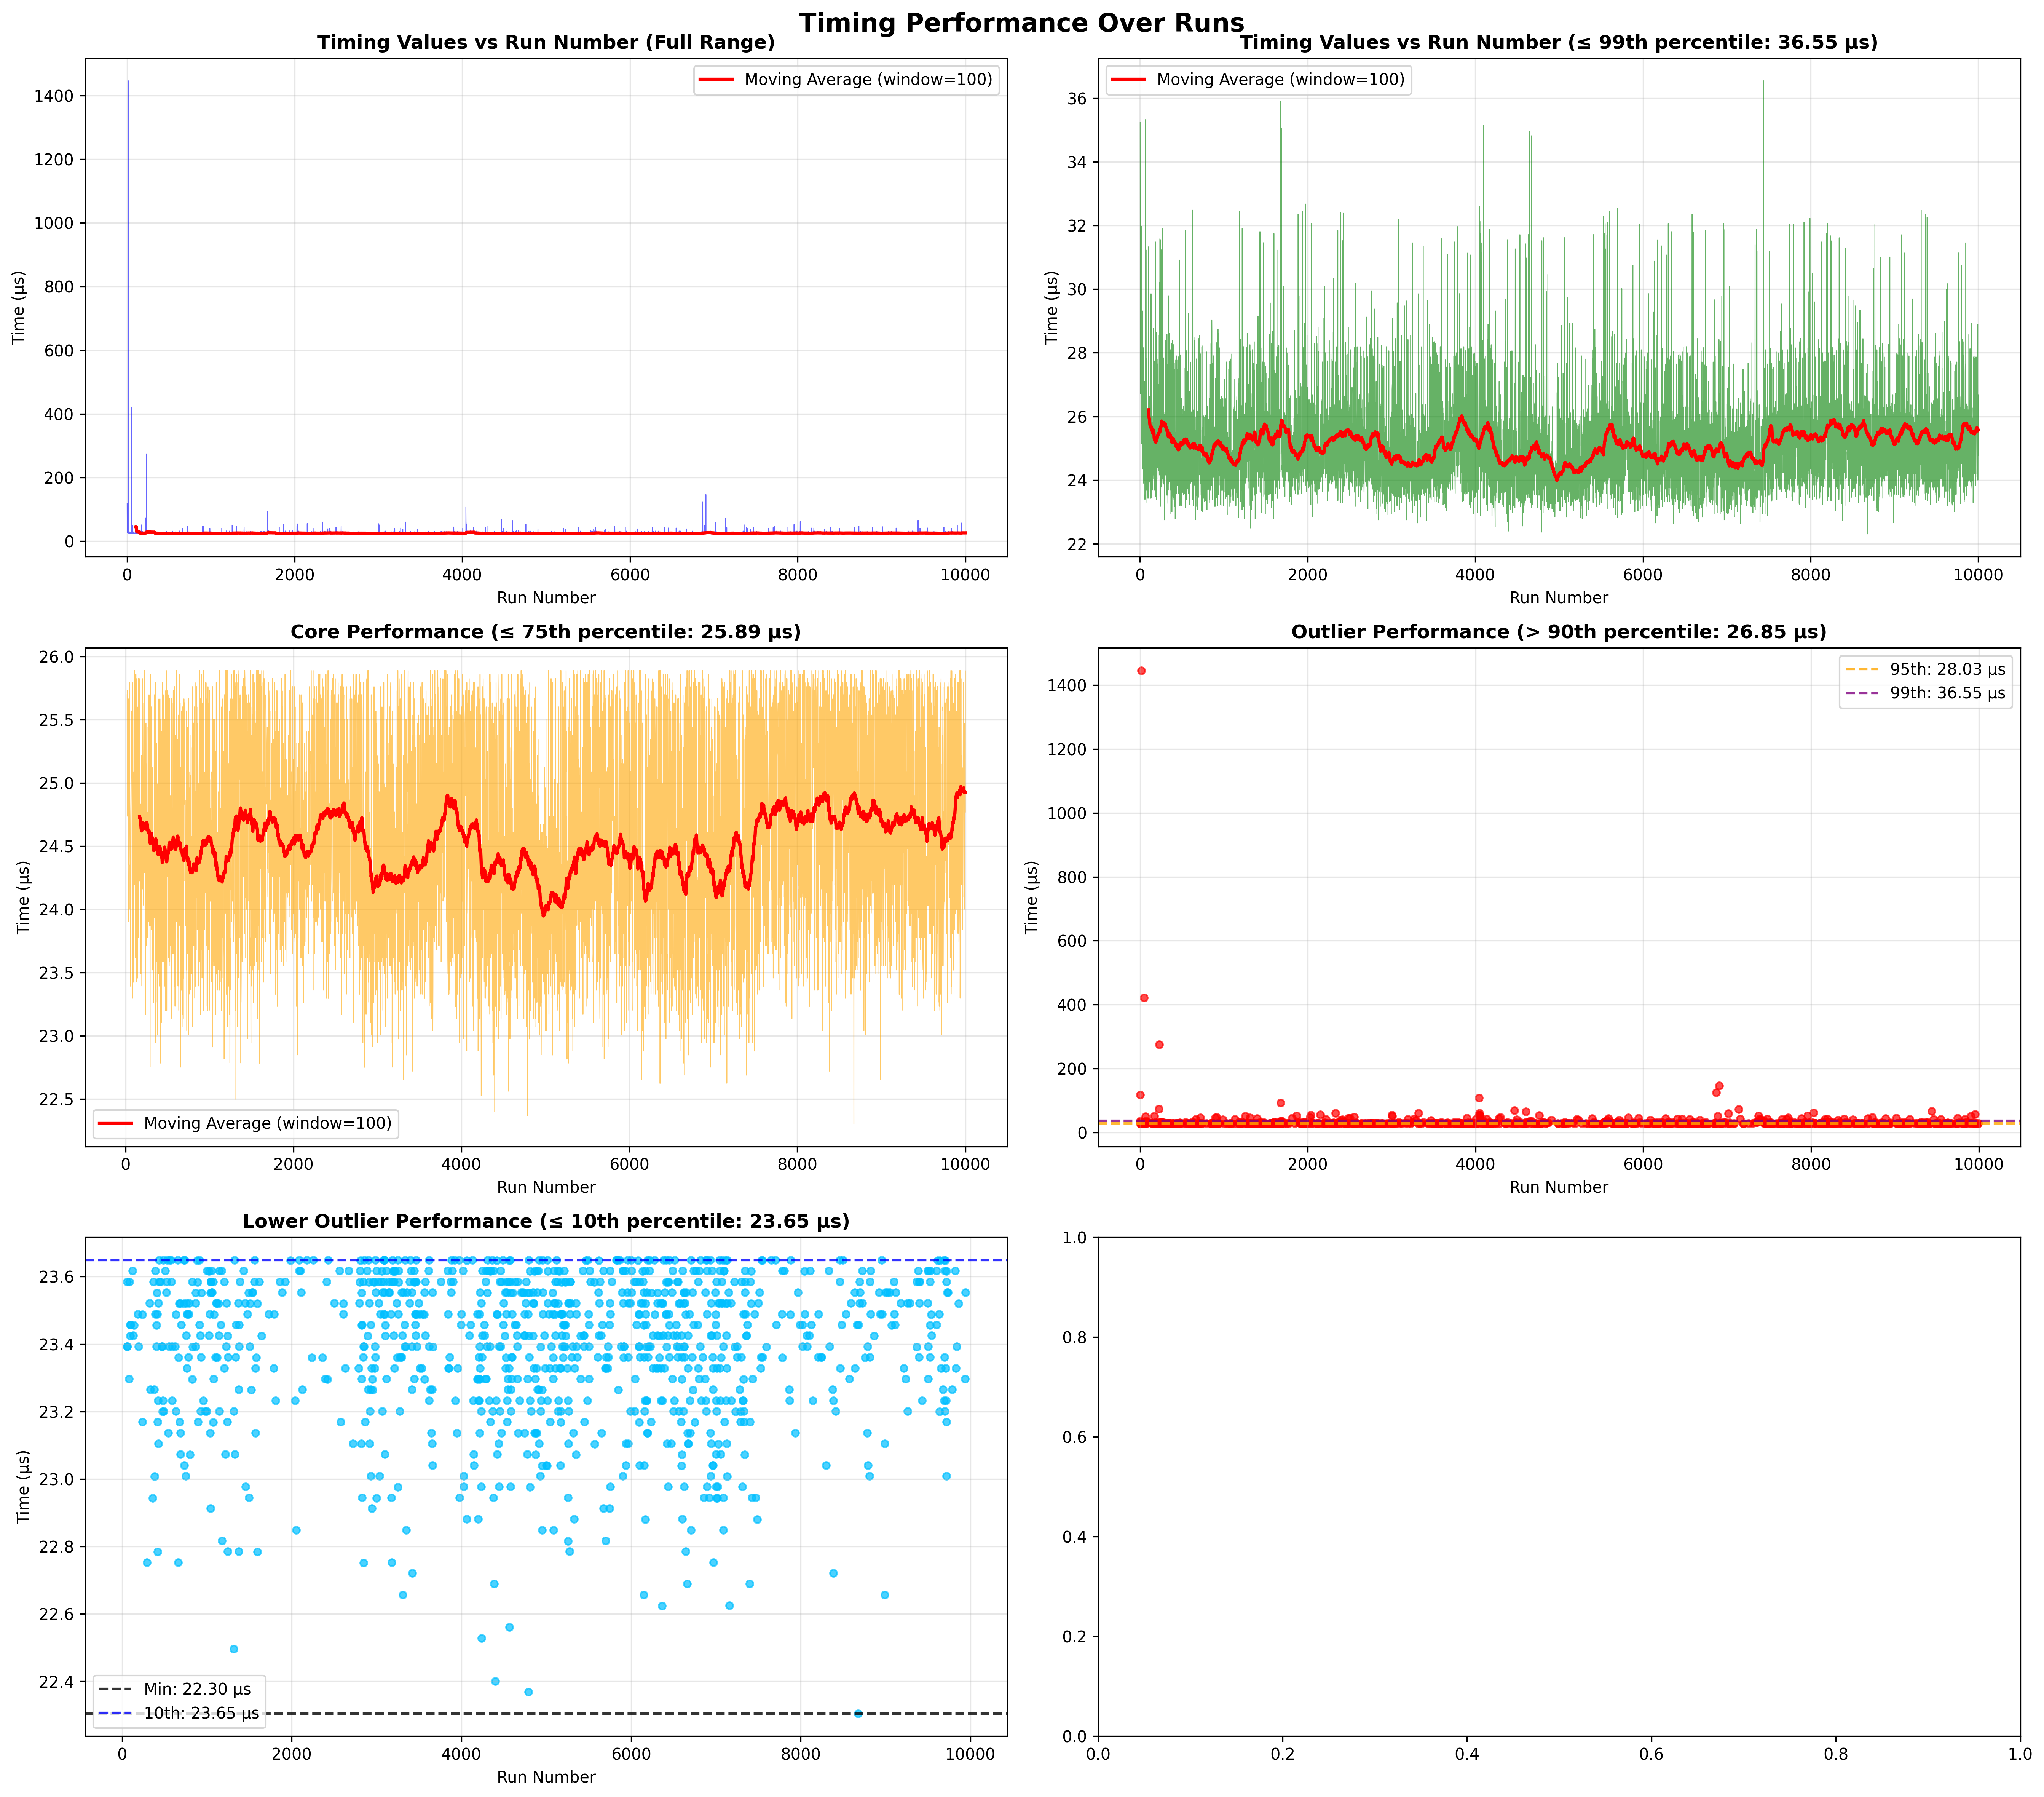 Timing Performance Over Runs
Timing Values vs Run Number (Full Range)
Moving Average (window=100)
1400
1200
1000
800
600
400
200
0
Time (µs)
0 2000 4000 6000 8000 10000
Run Number
Timing Values vs Run Number (≤ 99th percentile: 36.55 µs)
Moving Average (window=100)
36
34
32
30
28
26
24
22
Time (µs)
0 2000 4000 6000 8000 10000
Run Number
Core Performance (≤ 75th percentile: 25.89 µs)
26.0
25.5
25.0
24.5
24.0
23.5
23.0
22.5
Time (µs)
Moving Average (window=100)
0 2000 4000 6000 8000 10000
Run Number
Outlier Performance (> 90th percentile: 26.85 µs)
95th: 28.03 µs
99th: 36.55 µs
1400
1200
1000
800
600
400
200
0
Time (µs)
0 2000 4000 6000 8000 10000
Run Number
Lower Outlier Performance (≤ 10th percentile: 23.65 µs)
23.6
23.4
23.2
23.0
22.8
22.6
22.4
Time (µs)
Min: 22.30 µs
10th: 23.65 µs
0 2000 4000 6000 8000 10000
Run Number
1.0
0.8
0.6
0.4
0.2
0.0
0.0 0.2 0.4 0.6 0.8 1.0